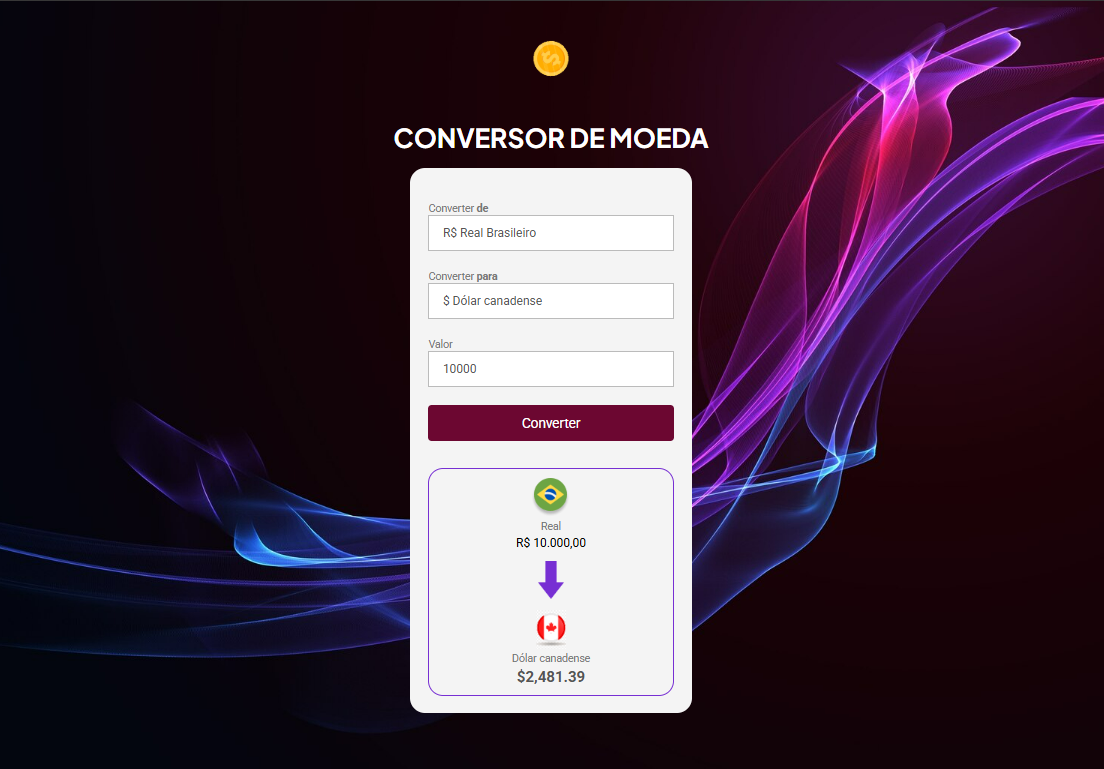 CONVERSOR DE MOEDA
Converter de
R$ Real Brasileiro
Converter para
$ Dólar canadense
Valor
10000
Converter
Real
R$ 10.000,00
Dólar canadense
$2,481.39